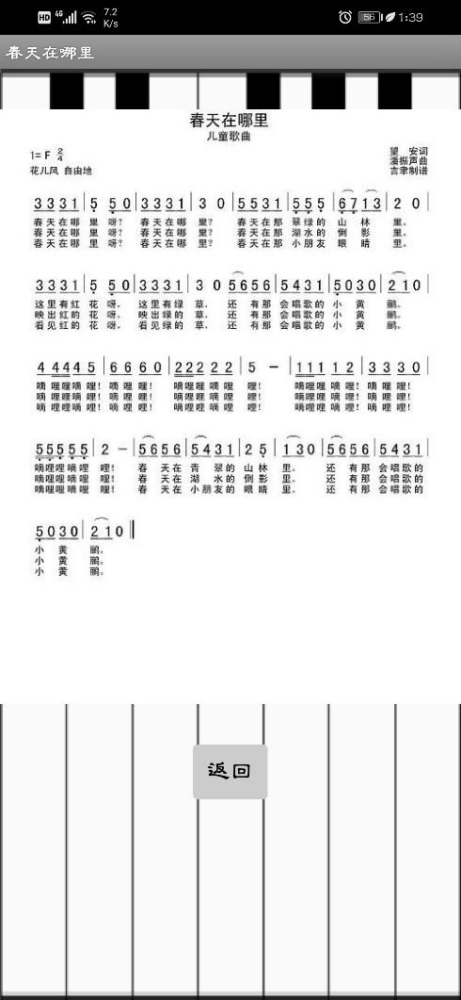 HD 4G 7.2 K/s 56 1:39
春天在哪里
春天在哪里
儿童歌曲
1= F 2/4
望 安词
潘振声曲
花儿凤 自由地
吉聿制谱
3 3 3 1 | 5 5 0 | 3 3 3 1 | 3 0 | 5 5 3 1 | 5 5 5 | 6 7 1 3 | 2 0 |
春天在哪 里 呀? 春天在哪 里? 春天在那 翠绿的 山 林 里。
春天在哪 里 呀? 春天在哪 里? 春天在那 湖水的 倒 影 里。
春天在哪 里 呀? 春天在哪 里? 春天在那 小朋友 眼 睛 里。
3 3 3 1 | 5 5 0 | 3 3 3 1 | 3 0 5 6 5 6 | 5 4 3 1 | 5 0 3 0 | 2 1 0 |
这里有红 花 呀, 这里有绿 草, 还 有那 会唱歌的 小 黄 鹂。
映出红的 花 呀, 映出绿的 草, 还 有那 会唱歌的 小 黄 鹂。
看见红的 花 呀, 看见绿的 草, 还 有那 会唱歌的 小 黄 鹂。
4 4 4 4 5 | 6 6 6 0 | 2 2 2 2 2 | 5 － | 1 1 1 1 2 | 3 3 3 0 |
嘀 哩哩嘀 哩! 嘀 哩 哩! 嘀哩哩 嘀 哩 哩! 嘀哩哩 嘀 哩! 嘀 哩 哩!
嘀 哩哩嘀 哩! 嘀 哩 哩! 嘀哩哩 嘀 哩 哩! 嘀哩哩 嘀 哩! 嘀 哩 哩!
嘀 哩哩嘀 哩! 嘀 哩 哩! 嘀哩哩 嘀 哩 哩! 嘀哩哩 嘀 哩! 嘀 哩 哩!
5 5 5 5 5 | 2 － | 5 6 5 6 | 5 4 3 1 | 2 5 | 1 3 0 | 5 6 5 6 | 5 4 3 1 |
嘀哩哩 嘀 哩 哩! 春 天在 青 翠的 山林 里。 还 有那 会唱歌的
嘀哩哩 嘀 哩 哩! 春 天在 湖 水的 倒影 里。 还 有那 会唱歌的
嘀哩哩 嘀 哩 哩! 春 天在 小朋友的 眼睛 里。 还 有那 会唱歌的
5 0 3 0 | 2 1 0
小 黄 鹂。
小 黄 鹂。
小 黄 鹂。
返回